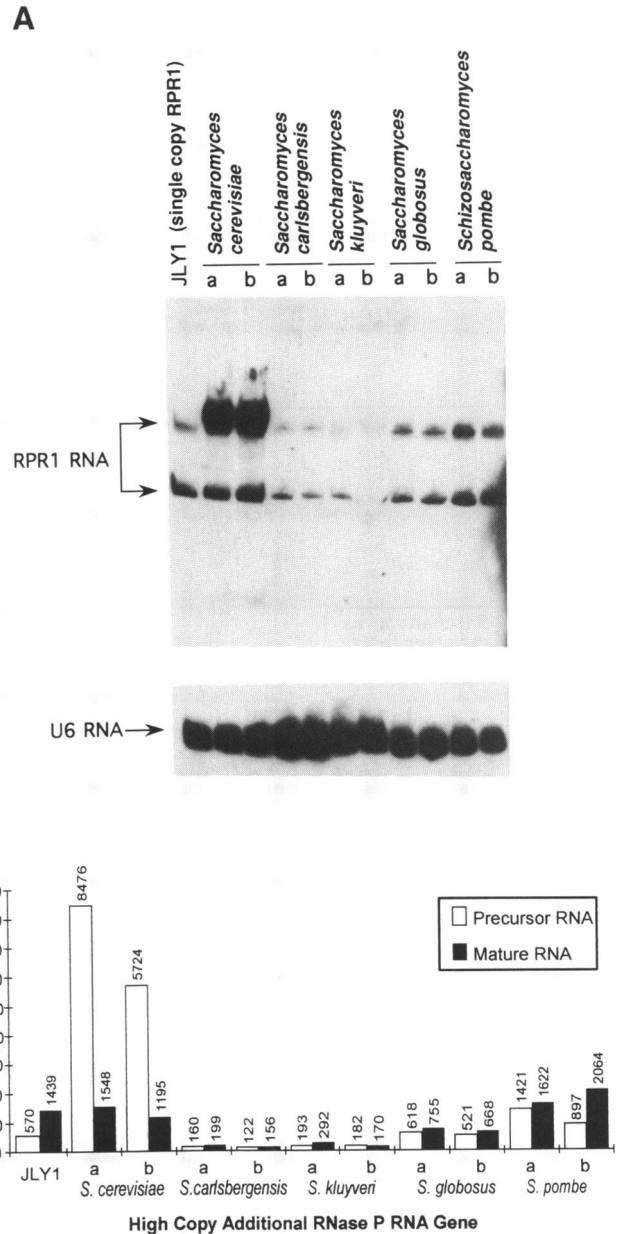 A
JLY1 (single copy RPR1)
Saccharomyces
cerevisiae
Saccharomyces
carlsbergensis
Saccharomyces
kluyveri
Saccharomyces
globosus
Schizosaccharomyces
pombe
a b a b a b a b a b
RPR1 RNA
U6 RNA
Precursor RNA
Mature RNA
570 1439 8476 1548 5724 1195 160 199 122 156 193 292 182 170 618 755 521 668 1421 1622 897 2064
JLY1 a b a b a b a b a b
S. cerevisiae S.carlsbergensis S. kluyveri S. globosus S. pombe
High Copy Additional RNase P RNA Gene